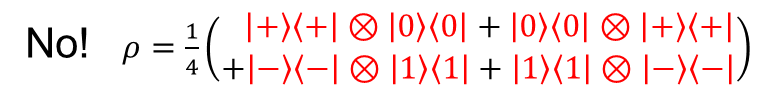 No! 𝜌 = 1/4 ( |+⟩⟨+| ⊗ |0⟩⟨0| + |0⟩⟨0| ⊗ |+⟩⟨+|
+|−⟩⟨−| ⊗ |1⟩⟨1| + |1⟩⟨1| ⊗ |−⟩⟨−| )